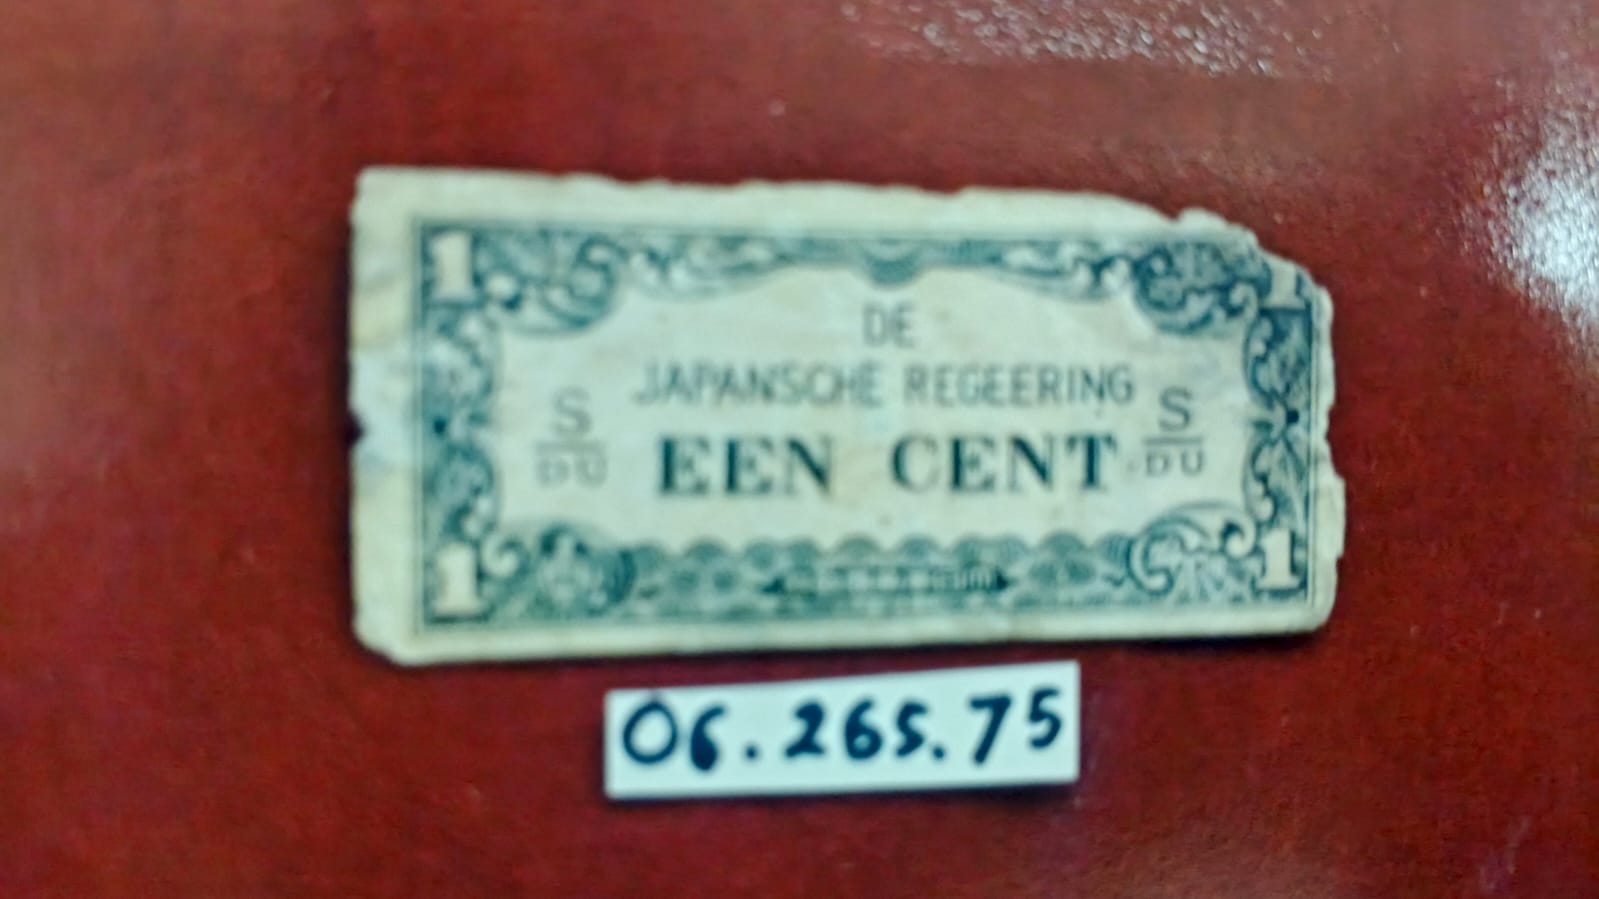 1 1
DE
JAPANSCHE REGEERING
S S
EEN CENT
DU DU
1 1
06.265.75